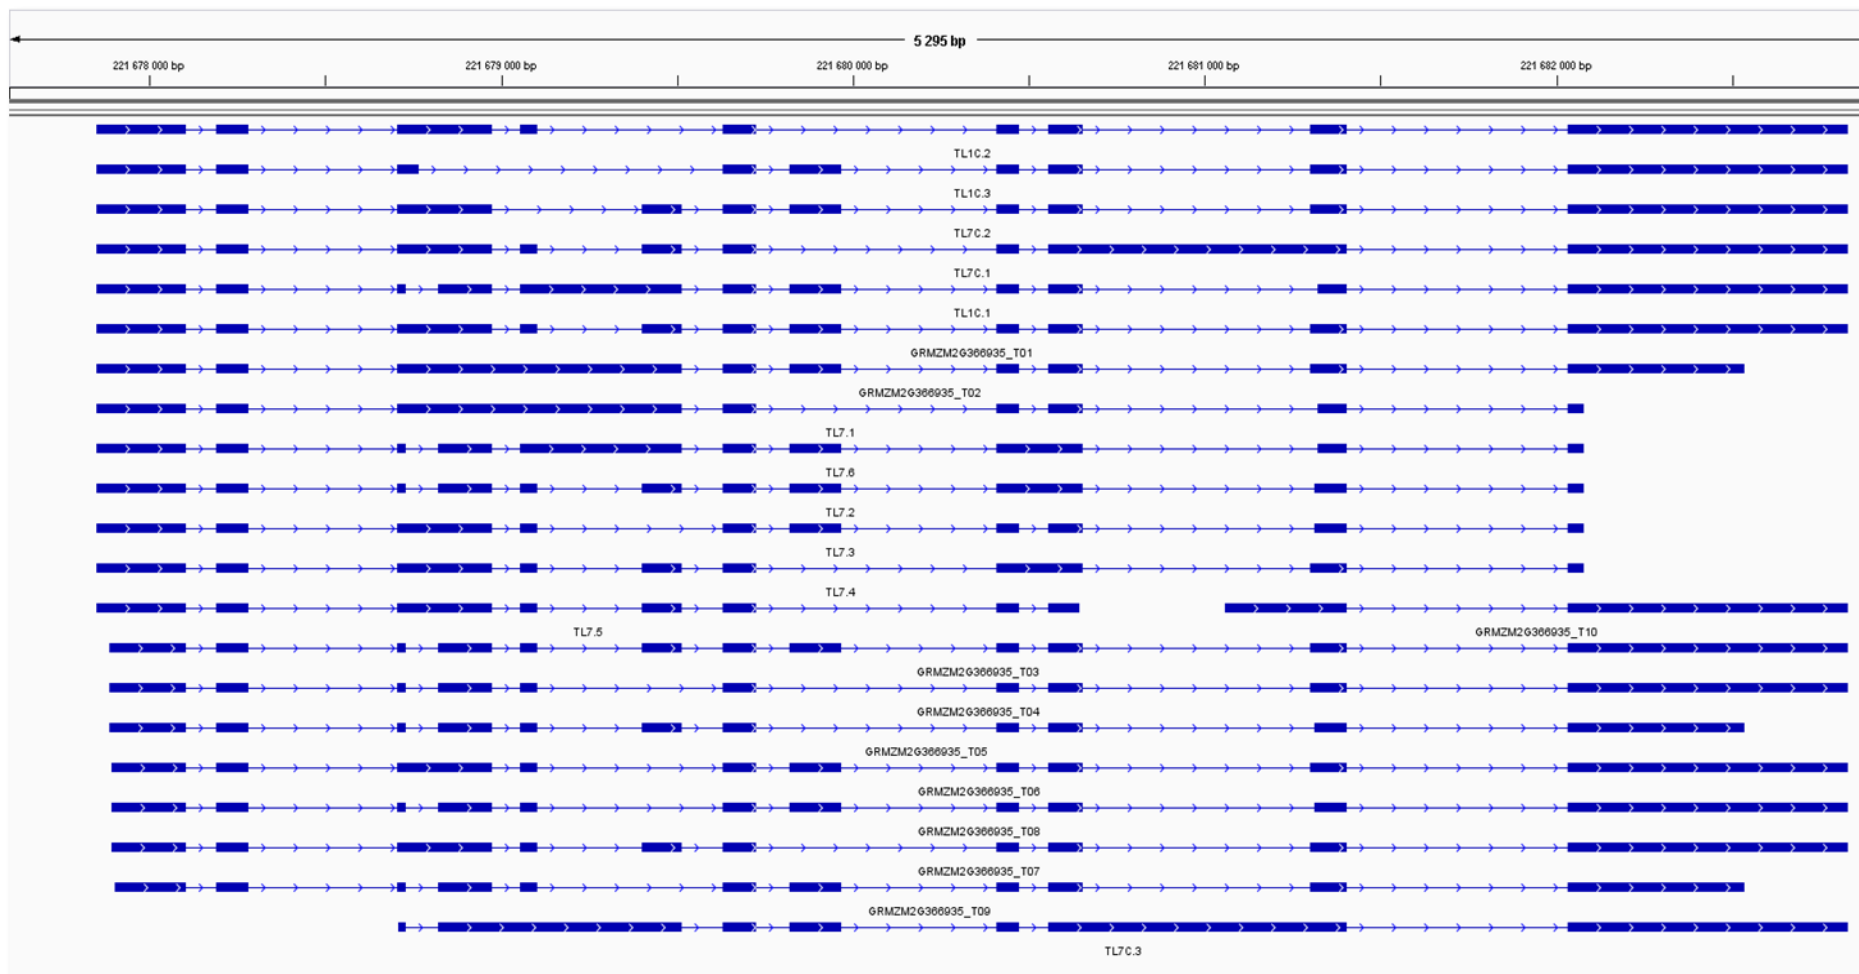 5 295 bp
221 678 000 bp 221 679 000 bp 221 680 000 bp 221 681 000 bp 221 682 000 bp
TL1C.2
TL1C.3
TL7C.2
TL7C.1
TL1C.1
GRMZM2G366935_T01
GRMZM2G366935_T02
TL7.1
TL7.6
TL7.2
TL7.3
TL7.4
TL7.5 GRMZM2G366935_T10
GRMZM2G366935_T03
GRMZM2G366935_T04
GRMZM2G366935_T05
GRMZM2G366935_T06
GRMZM2G366935_T08
GRMZM2G366935_T07
GRMZM2G366935_T09
TL7C.3